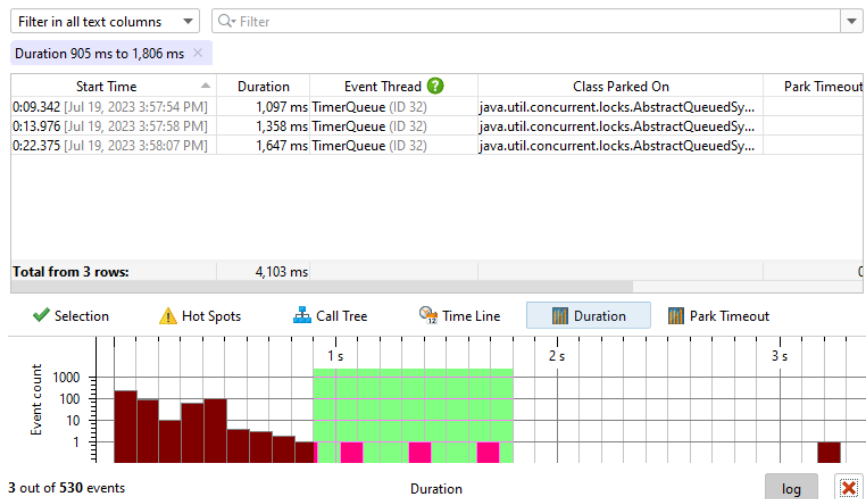 Filter in all text columns Filter
Duration 905 ms to 1,806 ms
Start Time Duration Event Thread Class Parked On Park Timeout
0:09.342 [Jul 19, 2023 3:57:54 PM] 1,097 ms TimerQueue (ID 32) java.util.concurrent.locks.AbstractQueuedSy...
0:13.976 [Jul 19, 2023 3:57:58 PM] 1,358 ms TimerQueue (ID 32) java.util.concurrent.locks.AbstractQueuedSy...
0:22.375 [Jul 19, 2023 3:58:07 PM] 1,647 ms TimerQueue (ID 32) java.util.concurrent.locks.AbstractQueuedSy...
Total from 3 rows: 4,103 ms 0
Selection Hot Spots Call Tree Time Line Duration Park Timeout
1 s 2 s 3 s
Event count
1000
100
10
1
3 out of 530 events Duration log